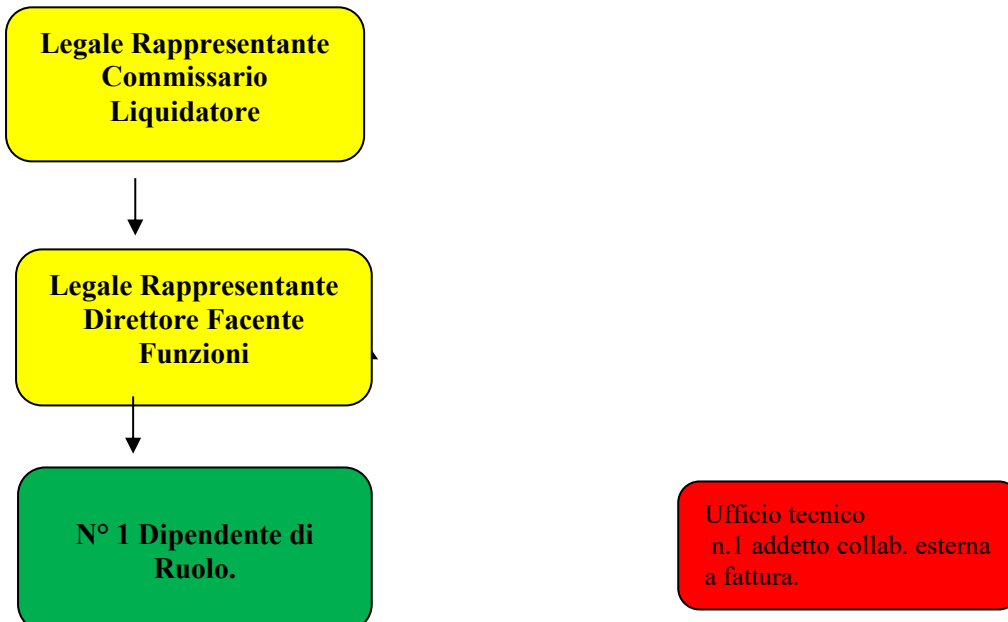 Legale Rappresentante
Commissario
Liquidatore
Legale Rappresentante
Direttore Facente
Funzioni
N° 1 Dipendente di
Ruolo.
Ufficio tecnico
n.1 addetto collab. esterna
a fattura.